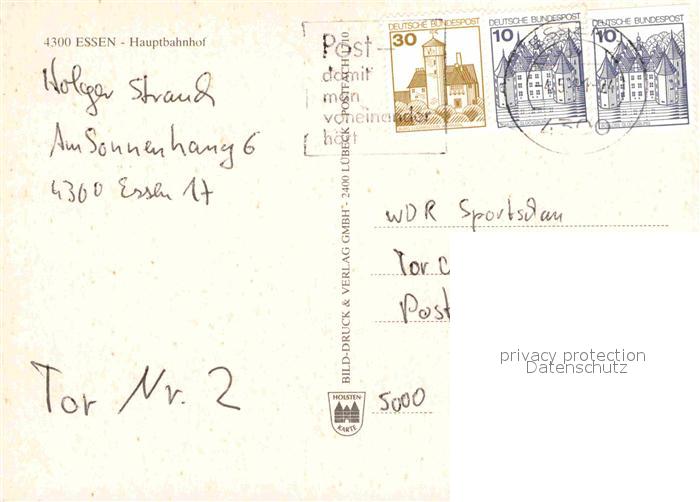 4300 ESSEN - Hauptbahnhof
Holger Strauch
Am Sonnenhang 6
4300 Essen 17
Tor Nr. 2
BILD-DRUCK & VERLAG GMBH - 2400 LÜBECK - POSTFACH
HOLSTEN
KARTE
Post -
damit
man
voneinander
hört
30
DEUTSCHE BUNDESPOST
10
DEUTSCHE BUNDESPOST
10
DEUTSCHE BUNDESPOST
WDR Sportschau
Tor
Post
5000
privacy protection
Datenschutz